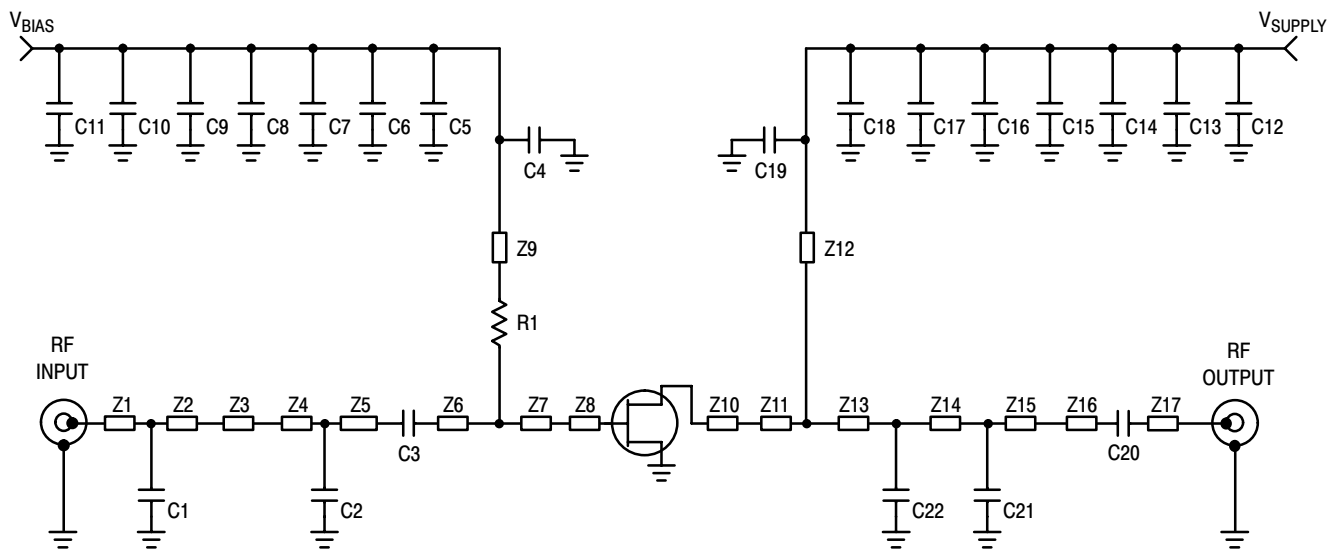 V_BIAS
V_SUPPLY
C11 C10 C9 C8 C7 C6 C5
C18 C17 C16 C15 C14 C13 C12
C4
C19
Z9
Z12
R1
RF
INPUT
RF
OUTPUT
Z1 Z2 Z3 Z4 Z5 Z6 Z7 Z8 Z10 Z11 Z13 Z14 Z15 Z16 Z17
C3
C20
C1
C2
C22
C21